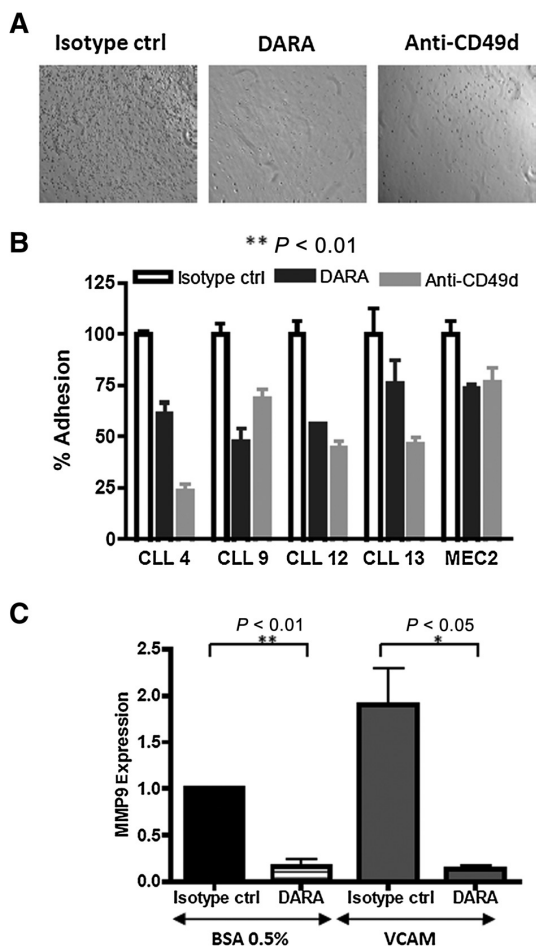 A
Isotype ctrl DARA Anti-CD49d
B
** P < 0.01
Isotype ctrl DARA Anti-CD49d
125
100
75
50
25
0
% Adhesion
CLL 4 CLL 9 CLL 12 CLL 13 MEC2
C
P < 0.01 P < 0.05
** *
2.5
2.0
1.5
1.0
0.5
0.0
MMP9 Expression
Isotype ctrl DARA Isotype ctrl DARA
BSA 0.5% VCAM